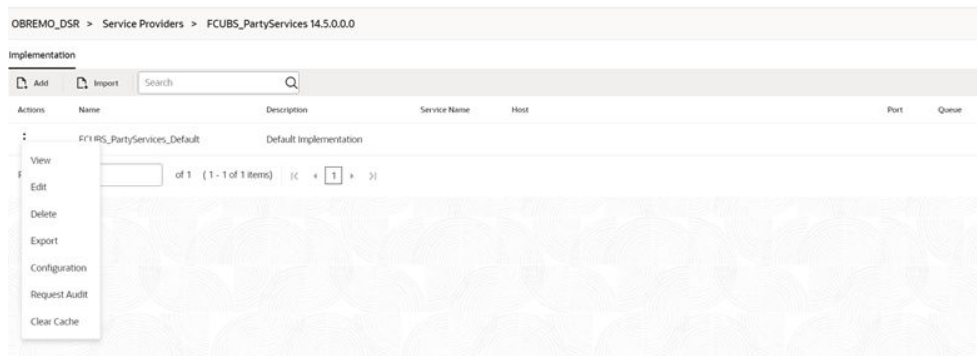 OBREMO_DSR > Service Providers > FCUBS_PartyServices 14.5.0.0.0
Implementation
Add Import Search
Actions Name Description Service Name Host Port Queue
FCUBS_PartyServices_Default Default Implementation
View
of 1 (1 - 1 of 1 items) 1
Edit
Delete
Export
Configuration
Request Audit
Clear Cache